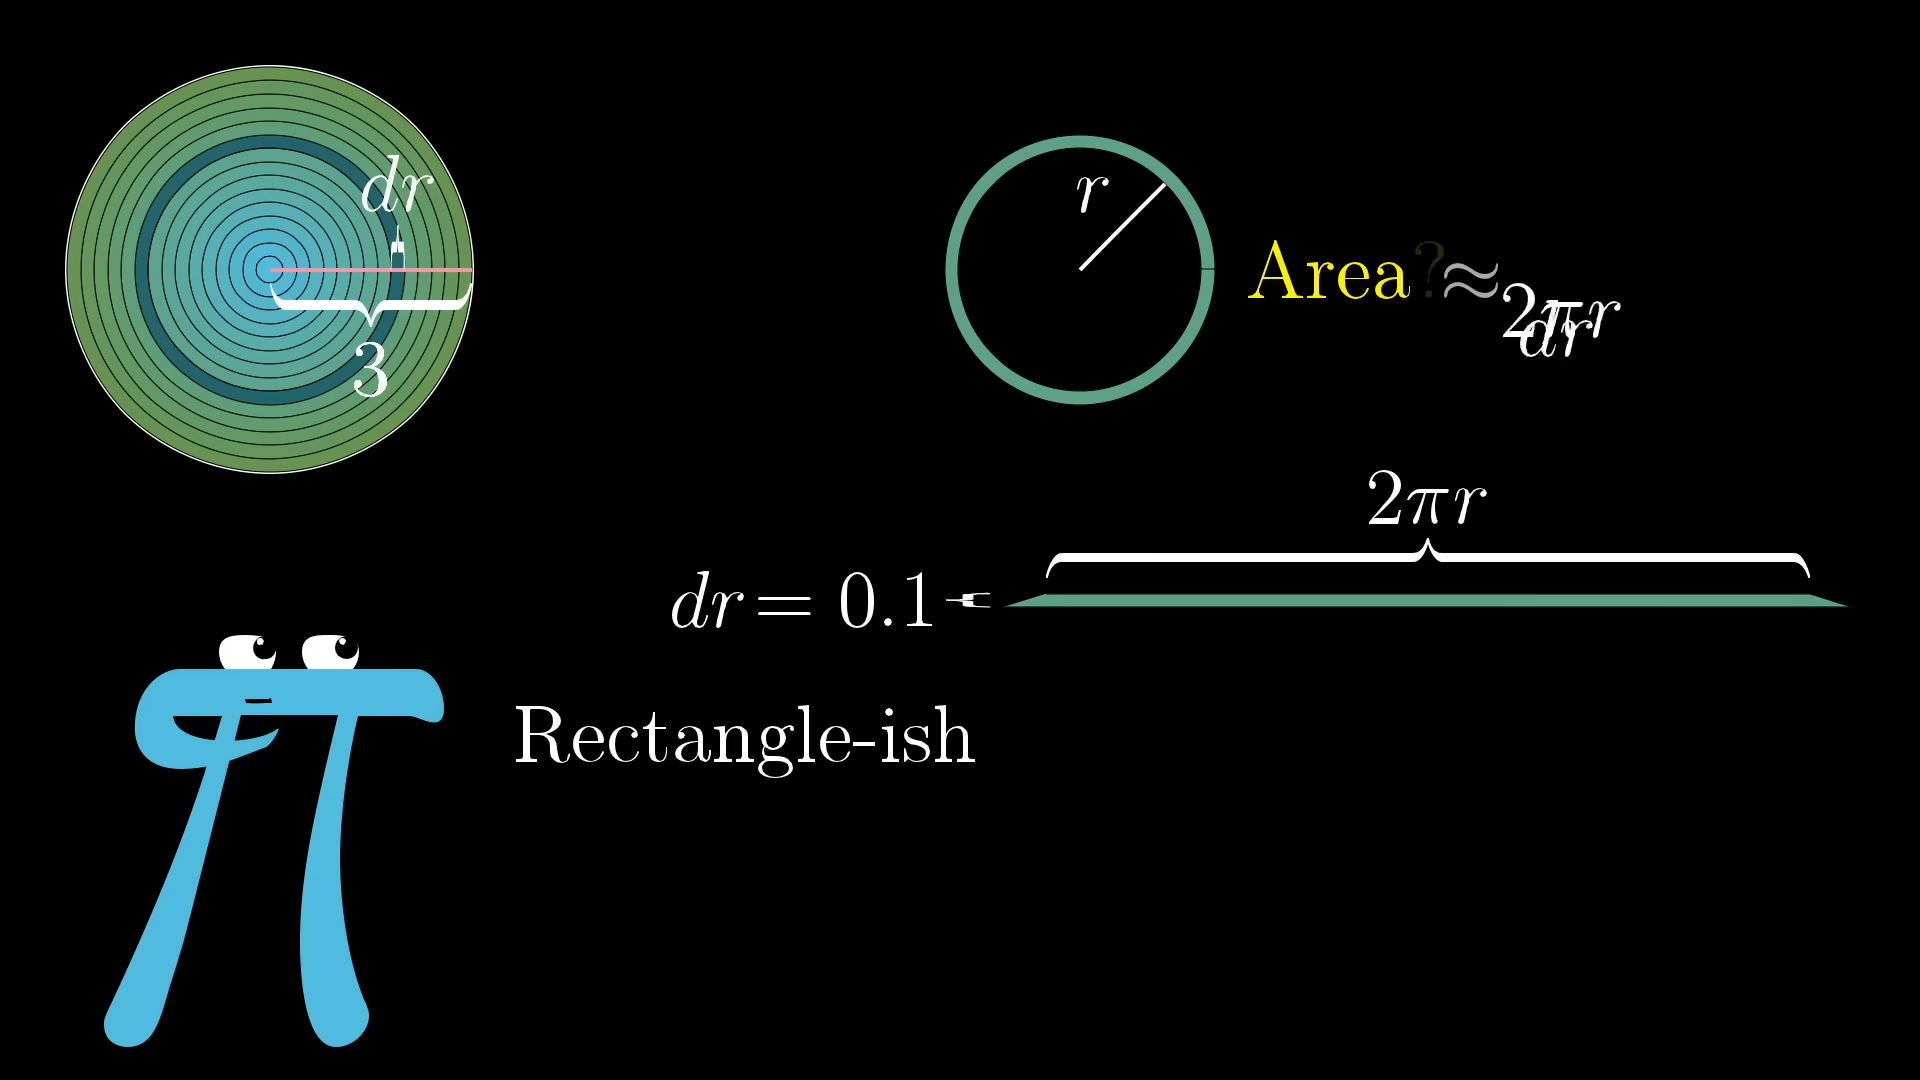 dr
3
r
Area ? ≈ 2πr dr
2πr
dr = 0.1
Rectangle-ish